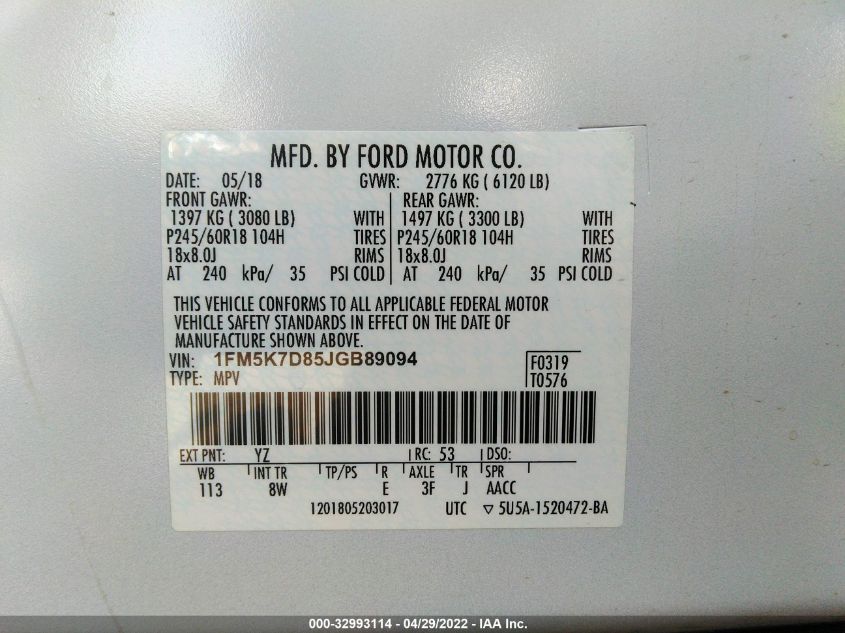 MFD. BY FORD MOTOR CO.
DATE: 05/18 GVWR: 2776 KG ( 6120 LB)
FRONT GAWR: REAR GAWR:
1397 KG ( 3080 LB) WITH 1497 KG ( 3300 LB) WITH
P245/60R18 104H TIRES P245/60R18 104H TIRES
18x8.0J RIMS 18x8.0J RIMS
AT 240 kPa/ 35 PSI COLD AT 240 kPa/ 35 PSI COLD
THIS VEHICLE CONFORMS TO ALL APPLICABLE FEDERAL MOTOR
VEHICLE SAFETY STANDARDS IN EFFECT ON THE DATE OF
MANUFACTURE SHOWN ABOVE.
VIN: 1FM5K7D85JGB89094 F0319
TYPE: MPV T0576
EXT PNT: YZ RC: 53 DSO:
WB INT TR TP/PS R AXLE TR SPR
113 8W E 3F J AACC
1201805203017 UTC ▽ 5U5A-1520472-BA
000-32993114 - 04/29/2022 - IAA Inc.